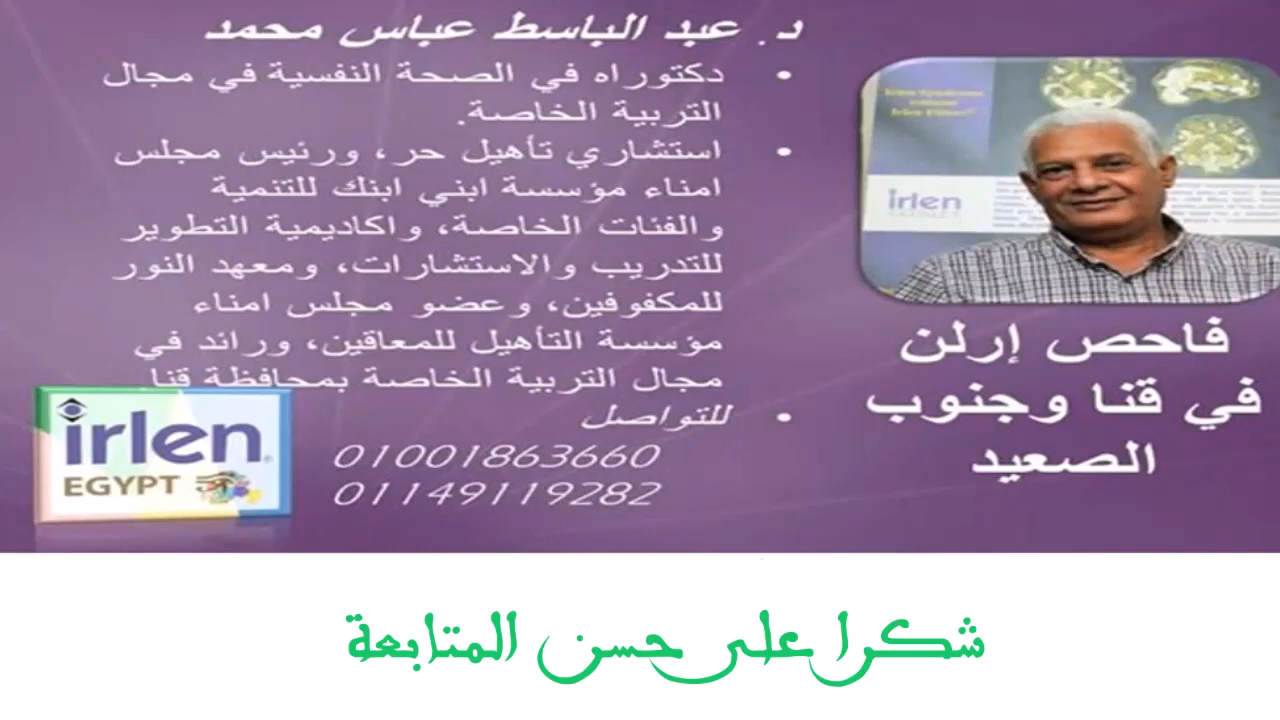 د. عبد الباسط عباس محمد
• دكتوراه في الصحة النفسية في مجال
التربية الخاصة.
• استشاري تأهيل حر، ورئيس مجلس
امناء مؤسسة ابني ابنك للتنمية
والفئات الخاصة، واكاديمية التطوير
للتدريب والاستشارات، ومعهد النور
للمكفوفين، وعضو مجلس امناء
مؤسسة التأهيل للمعاقين، ورائد في
مجال التربية الخاصة بمحافظة قنا
• للتواصل
01001863660
01149119282
irlen
فاحص إرلن
في قنا وجنوب
الصعيد
irlen®
EGYPT
شكرا على حسن المتابعة